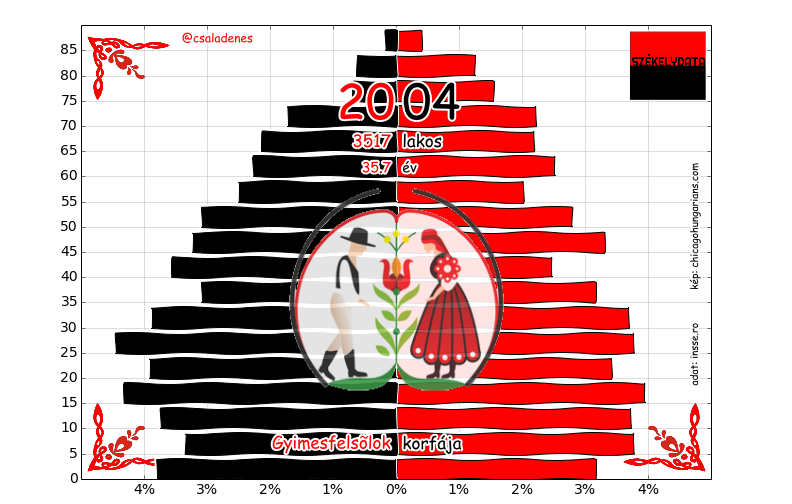 @csaladenes
SZÉKELYDATA
2004
3517 lakos
35.7 év
kép: chicagohungarians.com
adat: insse.ro
Gyimesfelsőlok korfája
85
80
75
70
65
60
55
50
45
40
35
30
25
20
15
10
5
0
4% 3% 2% 1% 0% 1% 2% 3% 4%